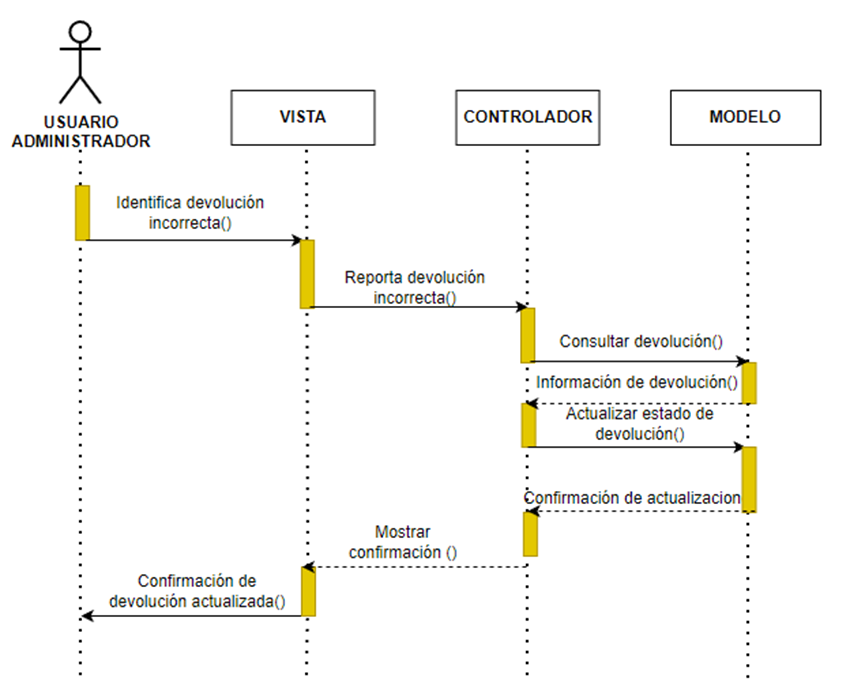 USUARIO
ADMINISTRADOR
VISTA
CONTROLADOR
MODELO
Identifica devolución
incorrecta()
Reporta devolución
incorrecta()
Consultar devolución()
Información de devolución()
Actualizar estado de
devolución()
Confirmación de actualizacion
Mostrar
confirmación ()
Confirmación de
devolución actualizada()